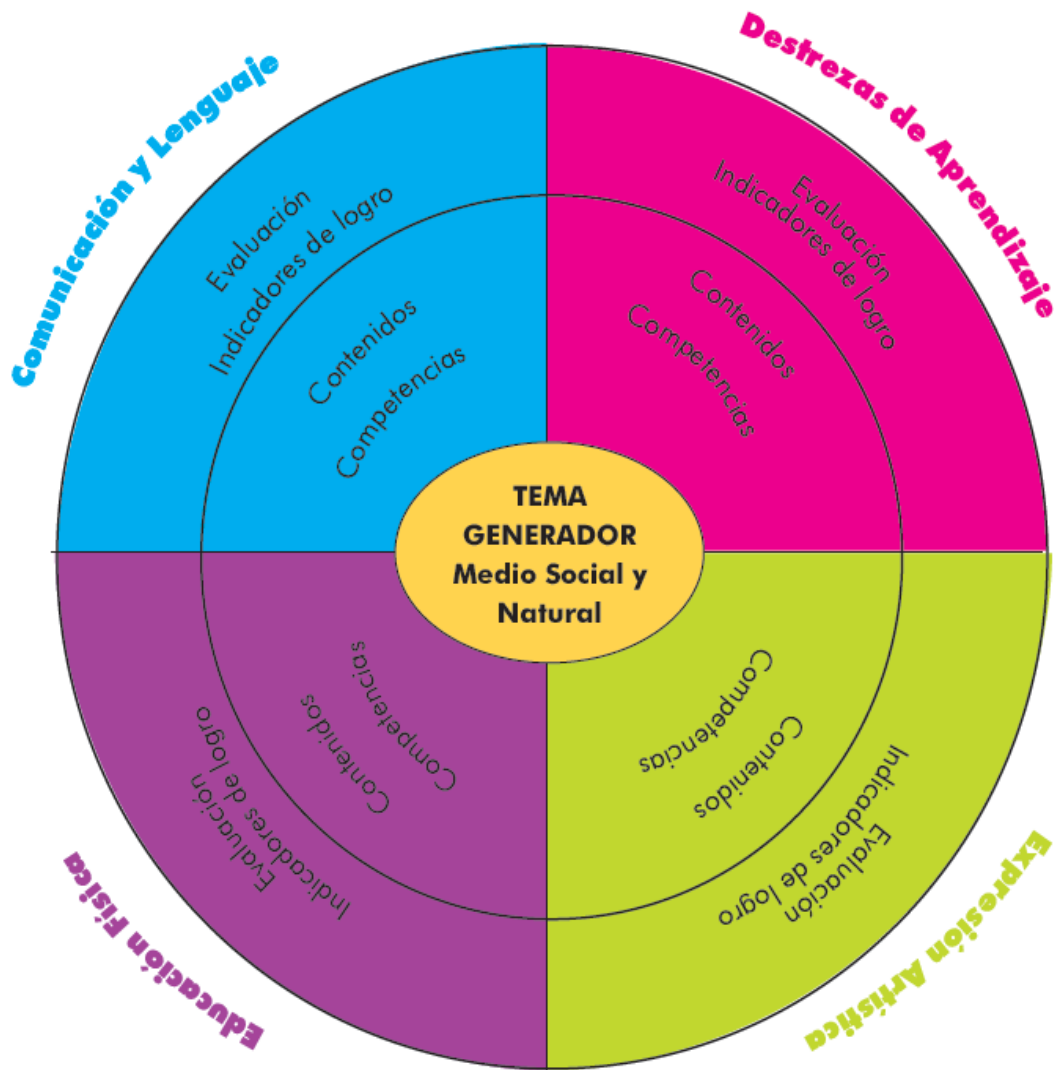 Comunicación y Lenguaje
Evaluación
Indicadores de logro
Contenidos
Competencias
Destrezas de Aprendizaje
Evaluación
Indicadores de logro
Contenidos
Competencias
TEMA
GENERADOR
Medio Social y
Natural
Competencias
Contenidos
Indicadores de logro
Evaluación
Educación Física
Competencias
Contenidos
Indicadores de logro
Evaluación
Expresión Artística